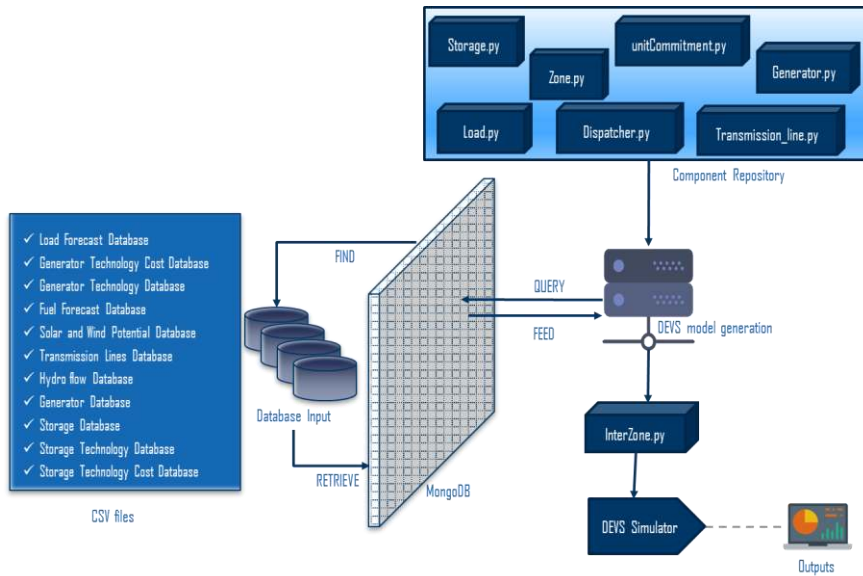 Storage.py
unitCommitment.py
Zone.py
Generator.py
Load.py
Dispatcher.py
Transmission_line.py
Component Repository
✓ Load Forecast Database
✓ Generator Technology Cost Database
✓ Generator Technology Database
✓ Fuel Forecast Database
✓ Solar and Wind Potential Database
✓ Transmission Lines Database
✓ Hydro flow Database
✓ Generator Database
✓ Storage Database
✓ Storage Technology Database
✓ Storage Technology Cost Database
CSV files
FIND
Database Input
RETRIEVE
MongoDB
QUERY
FEED
DEVS model generation
InterZone.py
DEVS Simulator
Outputs